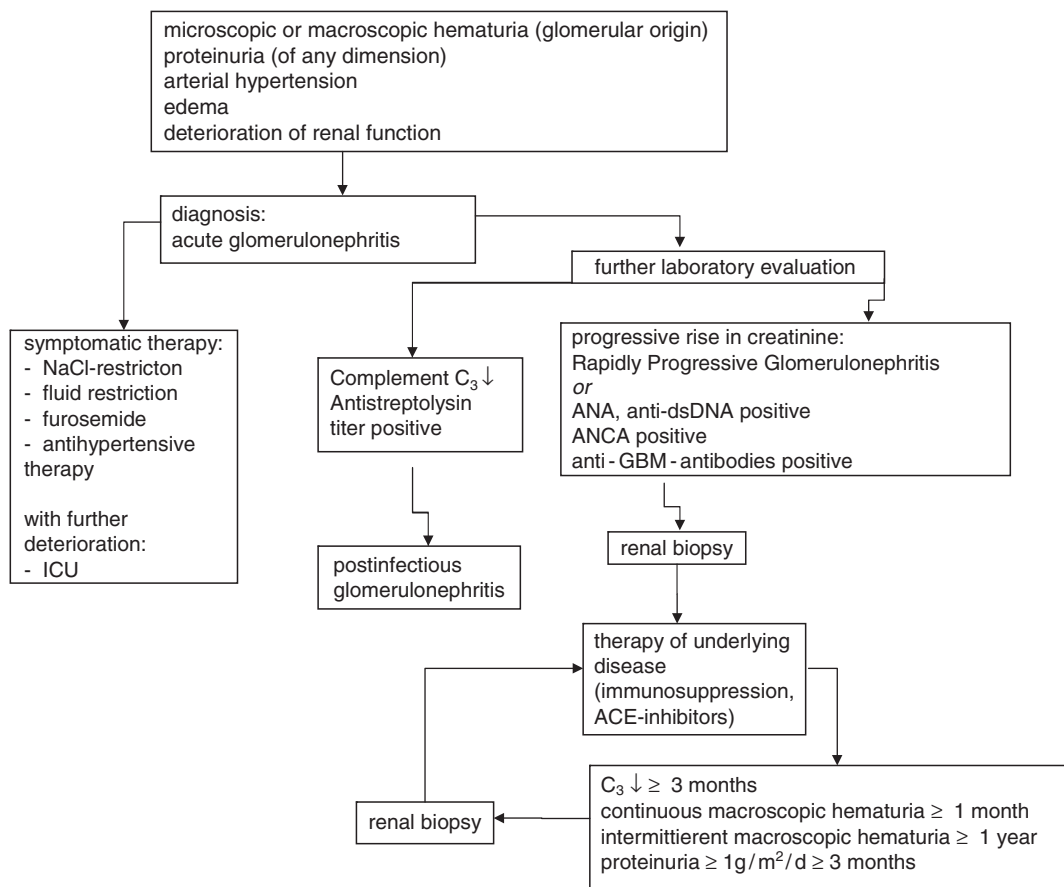 microscopic or macroscopic hematuria (glomerular origin)
proteinuria (of any dimension)
arterial hypertension
edema
deterioration of renal function
diagnosis:
acute glomerulonephritis
further laboratory evaluation
symptomatic therapy:
- NaCl-restricton
- fluid restriction
- furosemide
- antihypertensive
therapy
with further
deterioration:
- ICU
Complement C₃ ↓
Antistreptolysin
titer positive
progressive rise in creatinine:
Rapidly Progressive Glomerulonephritis
or
ANA, anti-dsDNA positive
ANCA positive
anti-GBM-antibodies positive
postinfectious
glomerulonephritis
renal biopsy
therapy of underlying
disease
(immunosuppression,
ACE-inhibitors)
renal biopsy
C₃ ↓ ≥ 3 months
continuous macroscopic hematuria ≥ 1 month
intermittierent macroscopic hematuria ≥ 1 year
proteinuria ≥ 1g/m²/d ≥ 3 months